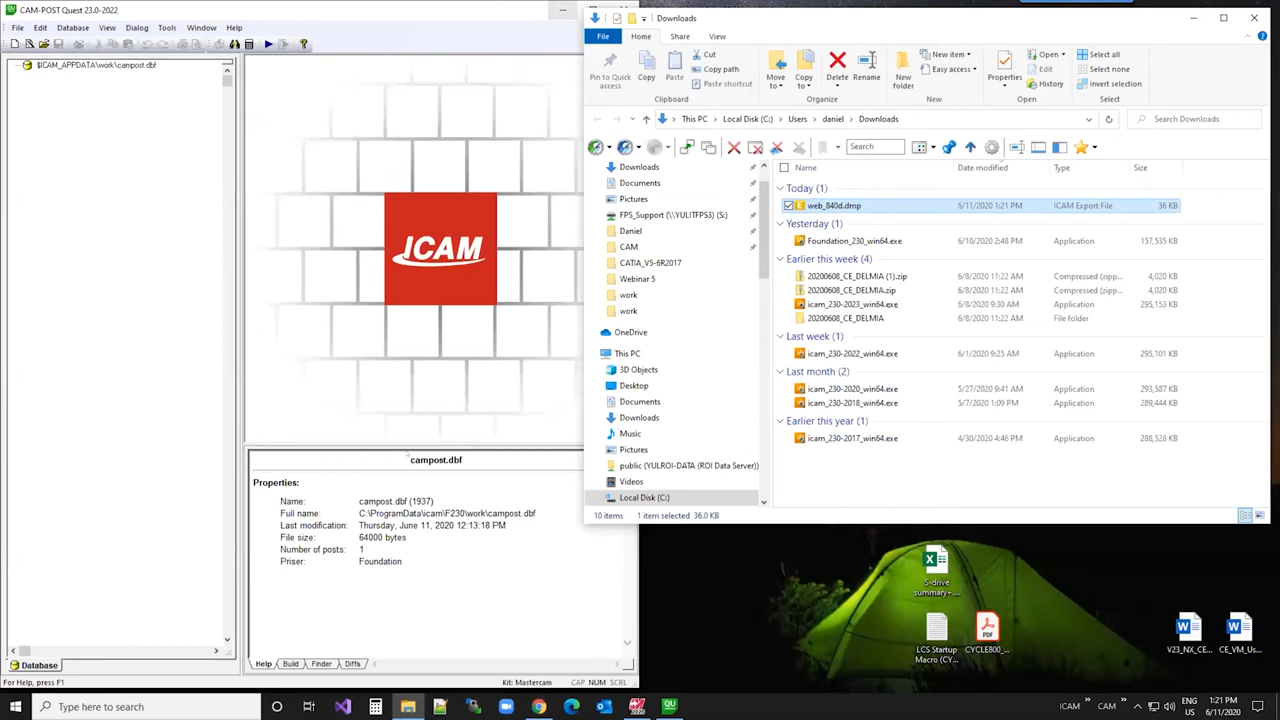 CAM-POST Quest 23.0-2022
File Edit Database View Dialog Tools Window Help
$ICAM_APPDATA\work\campost.dbf
Database
ICAM
campost.dbf
Properties:
Name: campost.dbf (1937)
Full name: C:\ProgramData\icam\F230\work\campost.dbf
Last modification: Thursday, June 11, 2020 12:13:18 PM
File size: 64000 bytes
Number of posts: 1
Priser: Foundation
Help Build Finder Diffs
For Help, press F1
Kit: Mastercam CAP NUM SCRL
Downloads
File Home Share View
Pin to Quick access
Copy
Paste
Cut
Copy path
Paste shortcut
Clipboard
Move to
Copy to
Delete
Rename
Organize
New folder
New item
Easy access
New
Properties
Open
Edit
History
Open
Select all
Select none
Invert selection
Select
This PC Local Disk (C:) Users daniel Downloads
Search Downloads
Search
Downloads
Documents
Pictures
FPS_Support (\\YULITFPS3) (S:)
Daniel
CAM
CATIA_V5-6R2017
Webinar 5
work
work
OneDrive
This PC
3D Objects
Desktop
Documents
Downloads
Music
Pictures
public (YULROI-DATA (ROI Data Server))
Videos
Local Disk (C:)
Name Date modified Type Size
Today (1)
web_840d.dmp 6/11/2020 1:21 PM ICAM Export File 36 KB
Yesterday (1)
Foundation_230_win64.exe 6/10/2020 2:48 PM Application 157,535 KB
Earlier this week (4)
20200608_CE_DELMIA (1).zip 6/8/2020 11:22 AM Compressed (zipp... 4,020 KB
20200608_CE_DELMIA.zip 6/8/2020 11:22 AM Compressed (zipp... 4,020 KB
icam_230-2023_win64.exe 6/8/2020 9:30 AM Application 295,153 KB
20200608_CE_DELMIA 6/8/2020 11:22 AM File folder
Last week (1)
icam_230-2022_win64.exe 6/1/2020 9:25 AM Application 295,101 KB
Last month (2)
icam_230-2020_win64.exe 5/27/2020 9:41 AM Application 293,587 KB
icam_230-2018_win64.exe 5/7/2020 1:09 PM Application 289,444 KB
Earlier this year (1)
icam_230-2017_win64.exe 4/30/2020 4:46 PM Application 288,528 KB
10 items 1 item selected 36.0 KB
S-drive
summary+....
LCS Startup
Macro (CY...
PDF
CYCLE800_...
V23_NX_CE...
CE_VM_Us...
Type here to search
ICAM
CAM
ENG
US
1:21 PM
6/11/2020